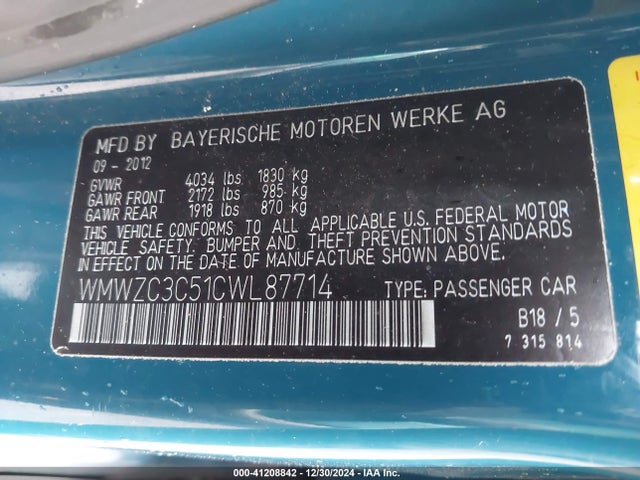 MFD BY BAYERISCHE MOTOREN WERKE AG
09 - 2012
GVWR 4034 lbs 1830 kg
GAWR FRONT 2172 lbs 985 kg
GAWR REAR 1918 lbs 870 kg
THIS VEHICLE CONFORMS TO ALL APPLICABLE U.S. FEDERAL MOTOR
VEHICLE SAFETY, BUMPER AND, THEFT PREVENTION STANDARDS
IN EFFECT ON THE DATE OF MANUFACTURE SHOWN ABOVE.
WMWZC3C51CWL87714 TYPE: PASSENGER CAR
B18 / 5
7 315 814
000-41208842 - 12/30/2024 - IAA Inc.